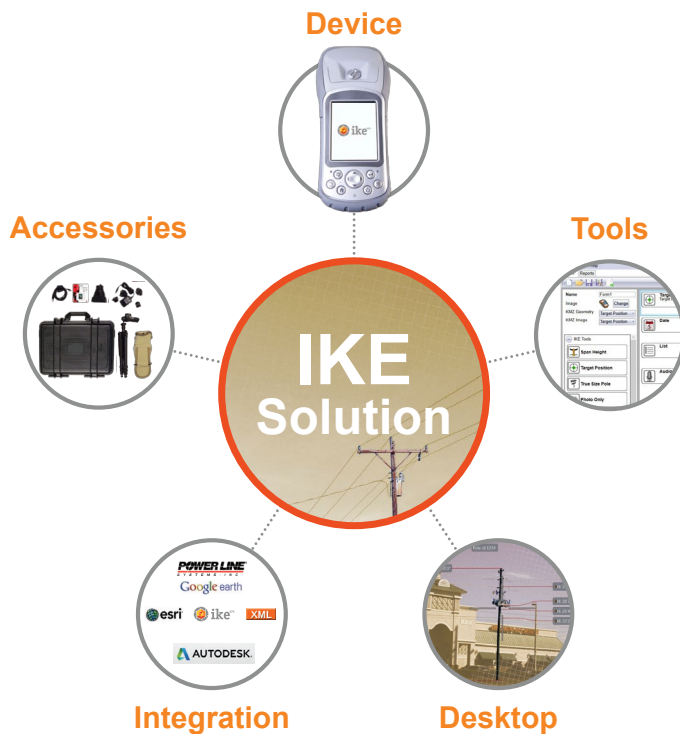 Device
ike
Accessories
Tools
Reports
Name
Form1
Image
Change
KMZ Geometry
Target Position
KMZ Image
Target Position
IKE Tools
Span Height
Target Position
True Size Pole
Photo Only
Date
List
Audio
IKE
Solution
POWER LINE
SYSTEMS INC
Google earth
esri
ike
XML
AUTODESK.
Integration
Desktop